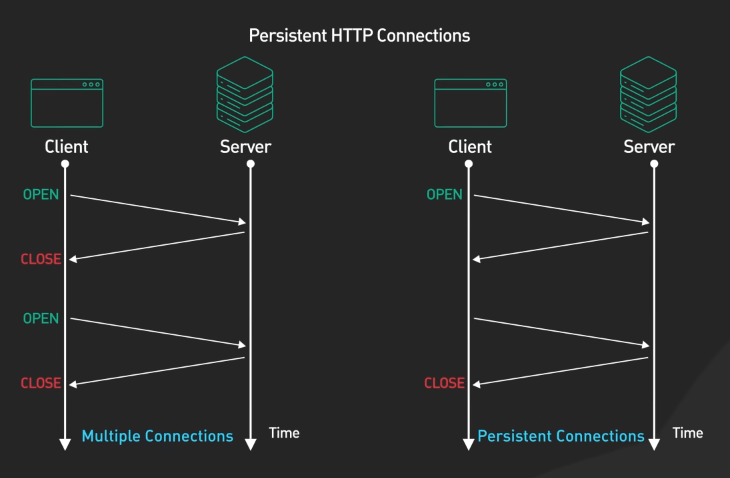 Persistent HTTP Connections
Client
Server
OPEN
CLOSE
OPEN
CLOSE
Multiple Connections
Time
Client
Server
OPEN
CLOSE
Persistent Connections
Time